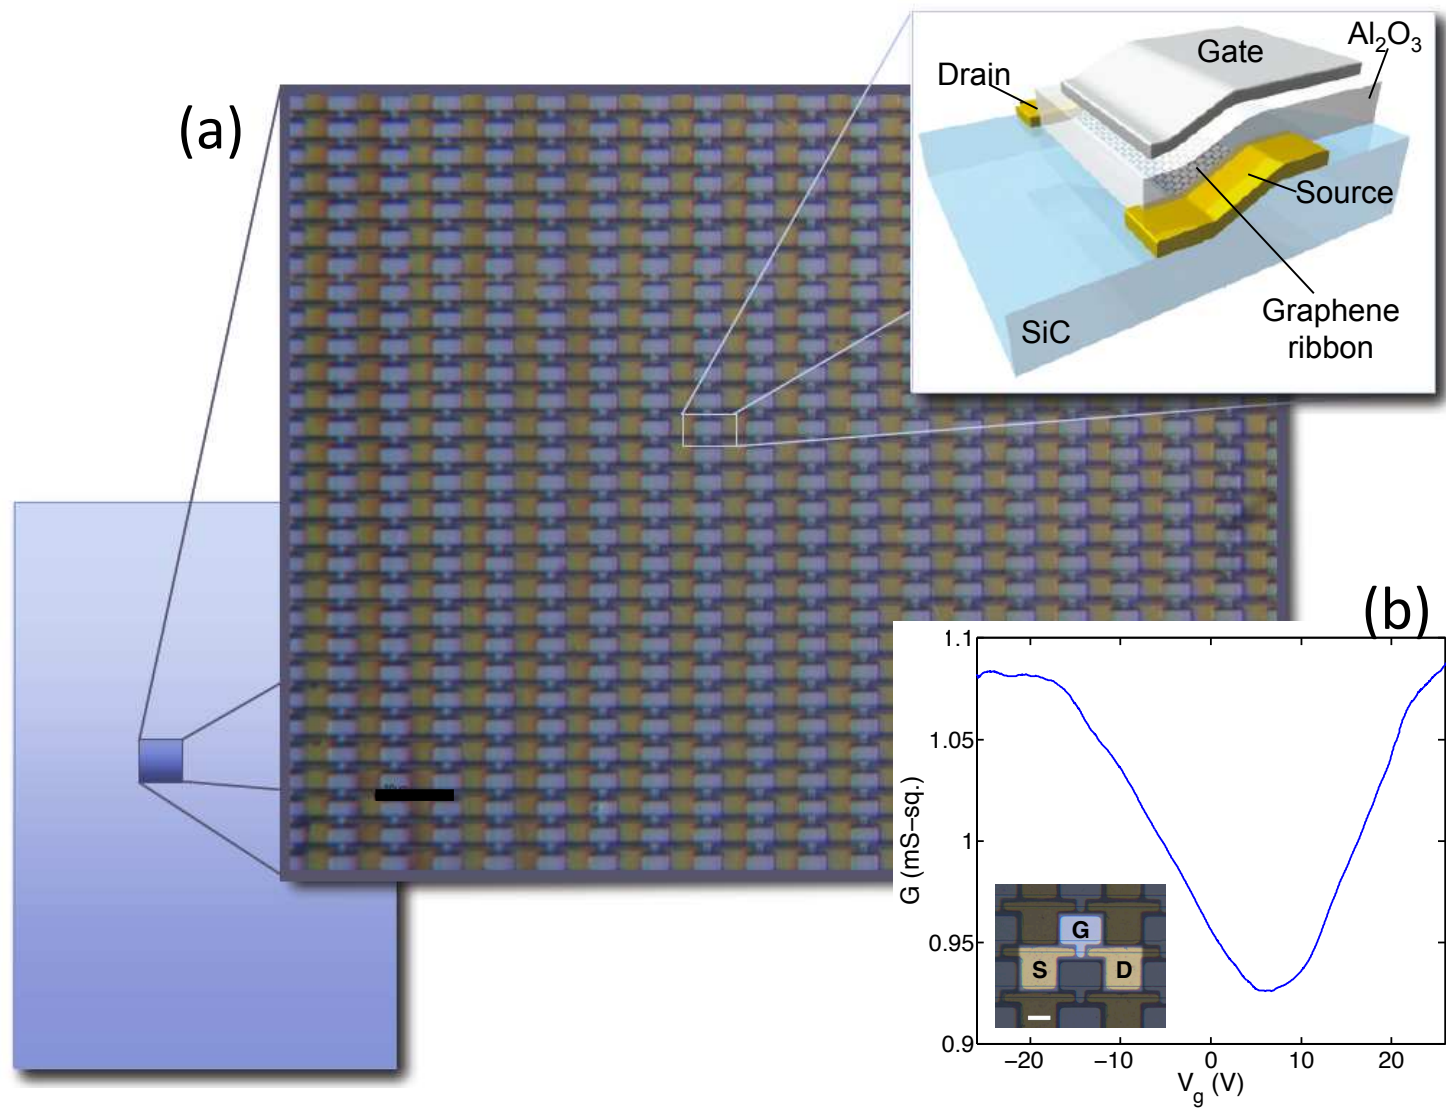 (a)
Drain
Gate
Al₂O₃
Source
Graphene
ribbon
SiC
(b)
1.1
1.05
1
0.95
0.9
G (mS−sq.)
−20
−10
0
10
20
V_g (V)
G
S
D